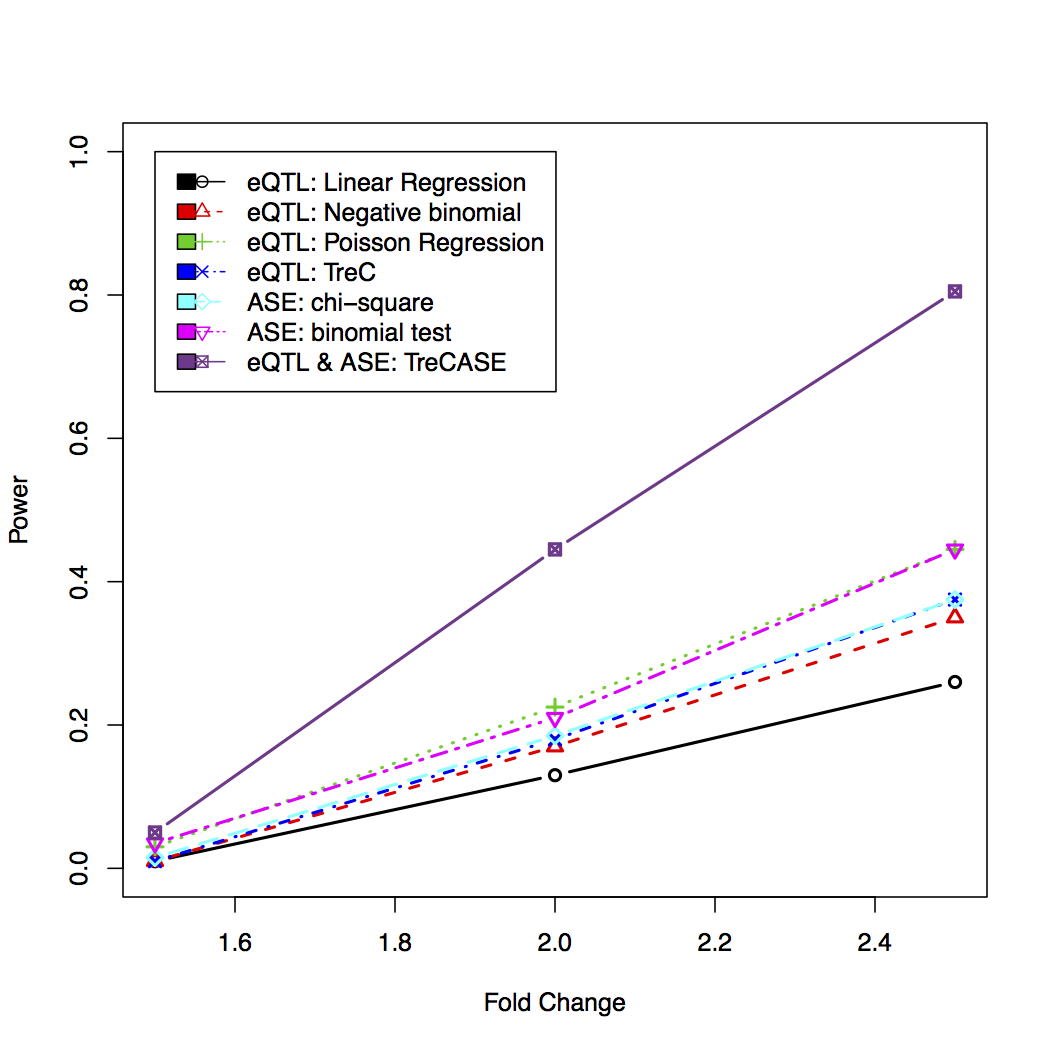 eQTL: Linear Regression
eQTL: Negative binomial
eQTL: Poisson Regression
eQTL: TreC
ASE: chi−square
ASE: binomial test
eQTL & ASE: TreCASE
1.0
0.8
0.6
0.4
0.2
0.0
Power
1.6 1.8 2.0 2.2 2.4
Fold Change